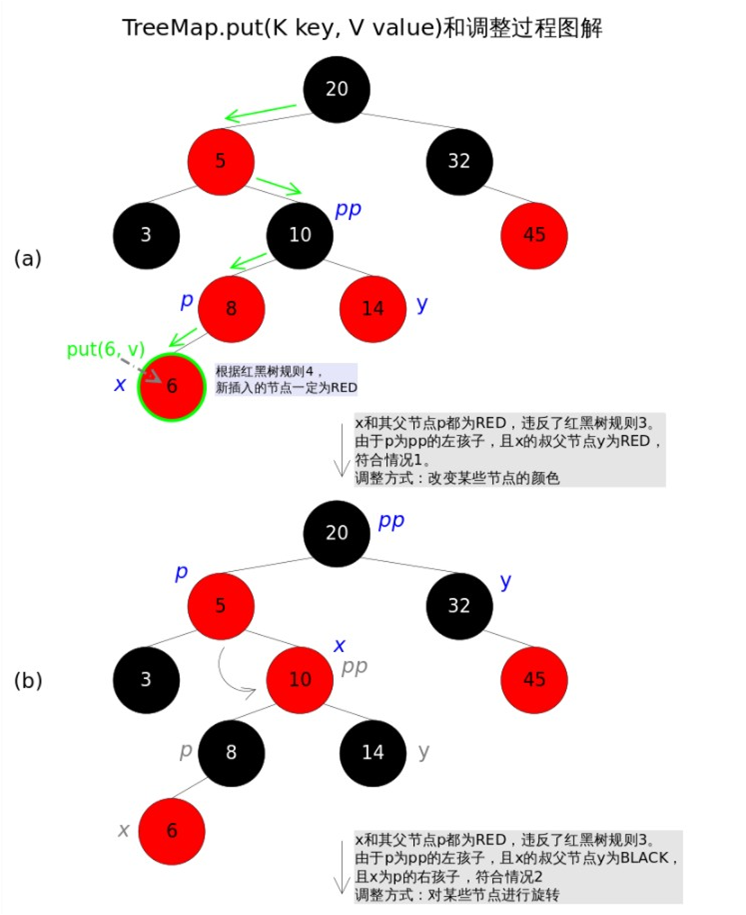 TreeMap.put(K key, V value)和调整过程图解
20
5
32
pp
3
10
45
(a)
p
8
14
y
put(6, v)
x
6
根据红黑树规则4，
新插入的节点一定为RED
x和其父节点p都为RED，违反了红黑树规则3。
由于p为pp的左孩子，且x的叔父节点y为RED，
符合情况1。
调整方式：改变某些节点的颜色
20
pp
p
5
32
y
x
3
10
pp
45
(b)
p
8
14
y
x
6
x和其父节点p都为RED，违反了红黑树规则3。
由于p为pp的左孩子，且x的叔父节点y为BLACK，
且x为p的右孩子，符合情况2
调整方式：对某些节点进行旋转